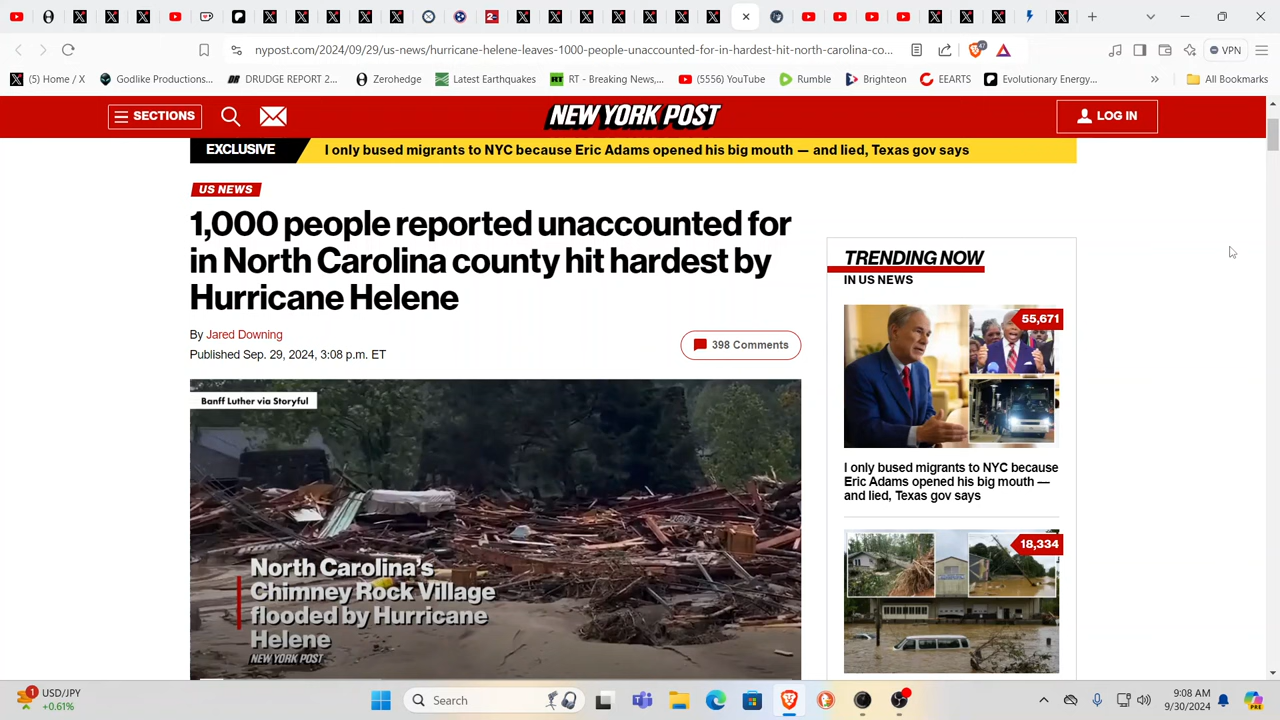 nypost.com/2024/09/29/us-news/hurricane-helene-leaves-1000-people-unaccounted-for-in-hardest-hit-north-carolina-co...
47
VPN
(5) Home / X
Godlike Productions...
DRUDGE REPORT 2...
Zerohedge
Latest Earthquakes
RT - Breaking News,...
(555) YouTube
Rumble
Brighteon
EEARTS
Evolutionary Energy...
All Bookmarks
SECTIONS
NEW YORK POST
LOG IN
EXCLUSIVE
I only bused migrants to NYC because Eric Adams opened his big mouth — and lied, Texas gov says
US NEWS
1,000 people reported unaccounted for
in North Carolina county hit hardest by
Hurricane Helene
By Jared Downing
Published Sep. 29, 2024, 3:08 p.m. ET
398 Comments
Banff Luther via Storyful
North Carolina's
Chimney Rock Village
flooded by Hurricane
Helene
NEW YORK POST
TRENDING NOW
IN US NEWS
55,671
I only bused migrants to NYC because
Eric Adams opened his big mouth —
and lied, Texas gov says
18,334
1
USD/JPY
+0.61%
Search
9:08 AM
9/30/2024
PRE